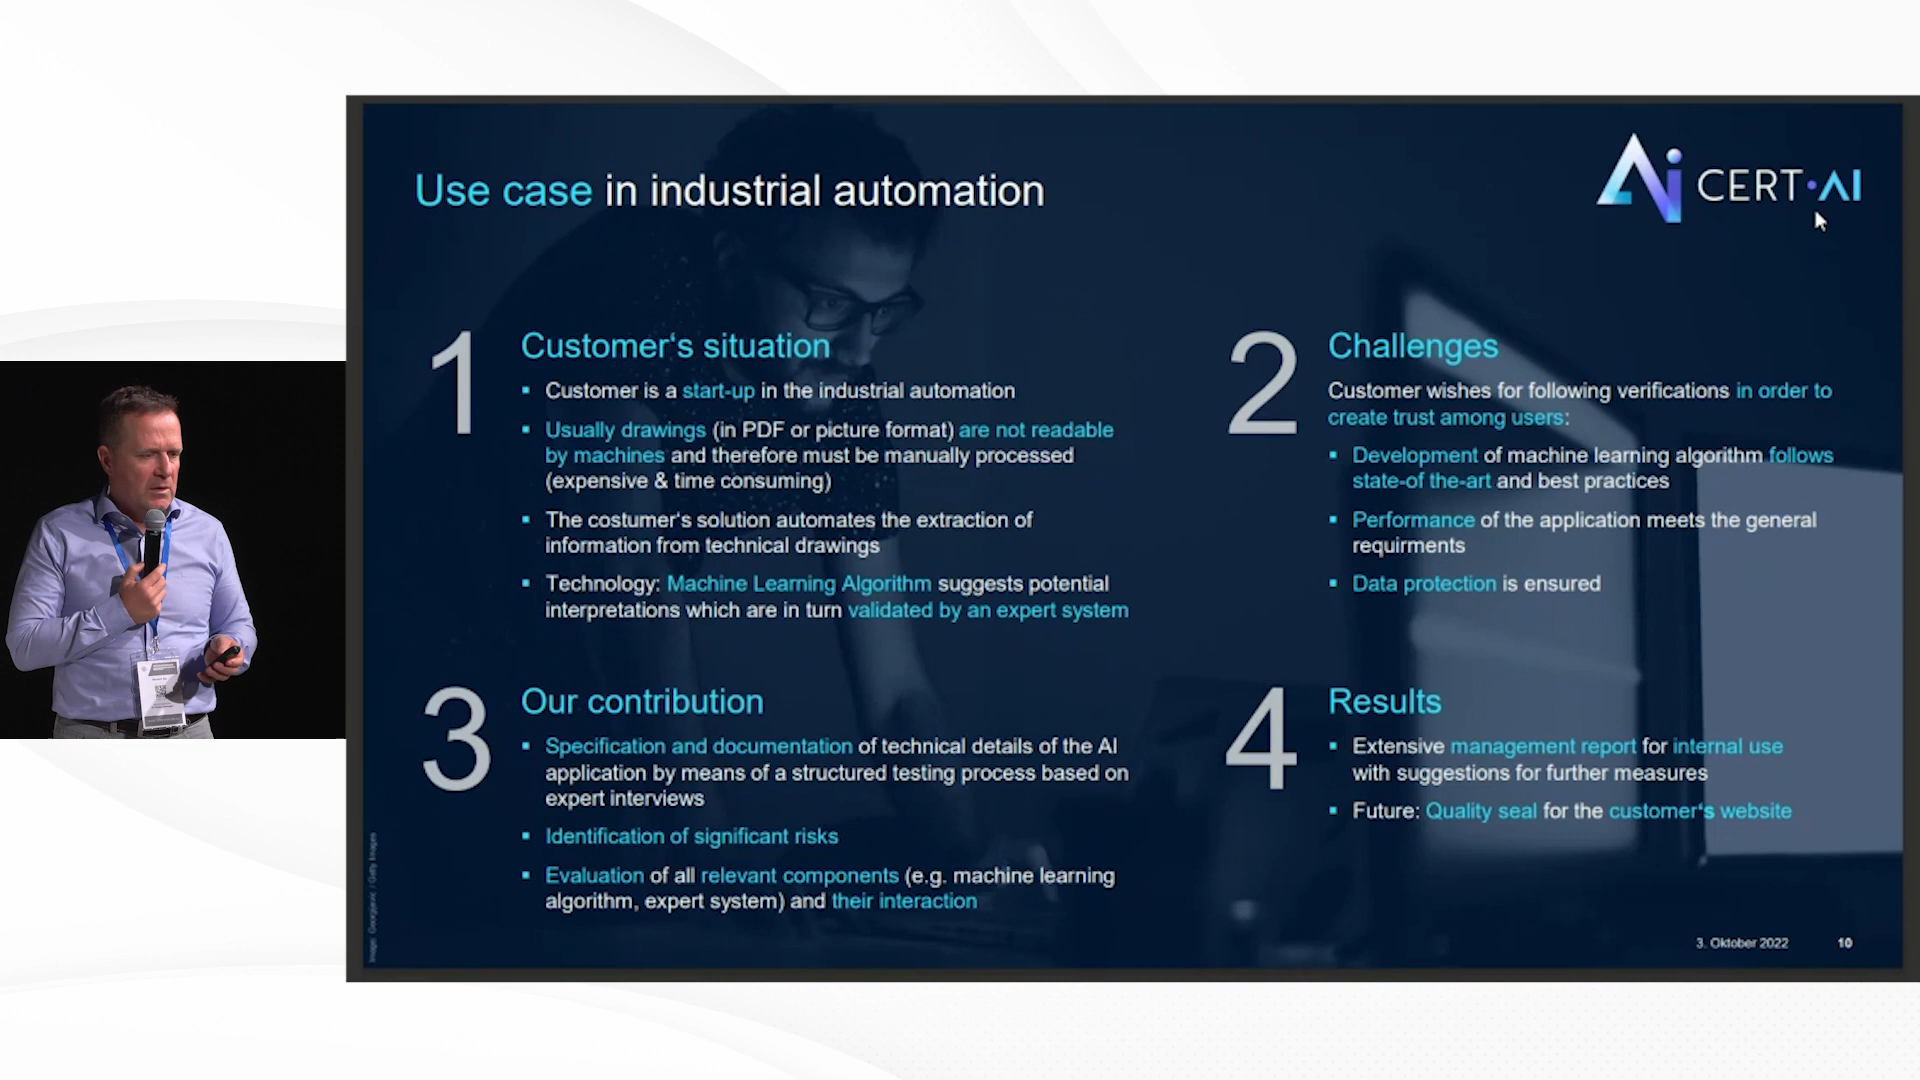 Use case in industrial automation
Ai CERT·AI
1
Customer‘s situation
▪ Customer is a start-up in the industrial automation
▪ Usually drawings (in PDF or picture format) are not readable
by machines and therefore must be manually processed
(expensive & time consuming)
▪ The costumer‘s solution automates the extraction of
information from technical drawings
▪ Technology: Machine Learning Algorithm suggests potential
interpretations which are in turn validated by an expert system
2
Challenges
Customer wishes for following verifications in order to
create trust among users:
▪ Development of machine learning algorithm follows
state-of the-art and best practices
▪ Performance of the application meets the general
requirments
▪ Data protection is ensured
3
Our contribution
▪ Specification and documentation of technical details of the AI
application by means of a structured testing process based on
expert interviews
▪ Identification of significant risks
▪ Evaluation of all relevant components (e.g. machine learning
algorithm, expert system) and their interaction
4
Results
▪ Extensive management report for internal use
with suggestions for further measures
▪ Future: Quality seal for the customer‘s website
Image: Georgijevic / Getty Images
3. Oktober 2022
10